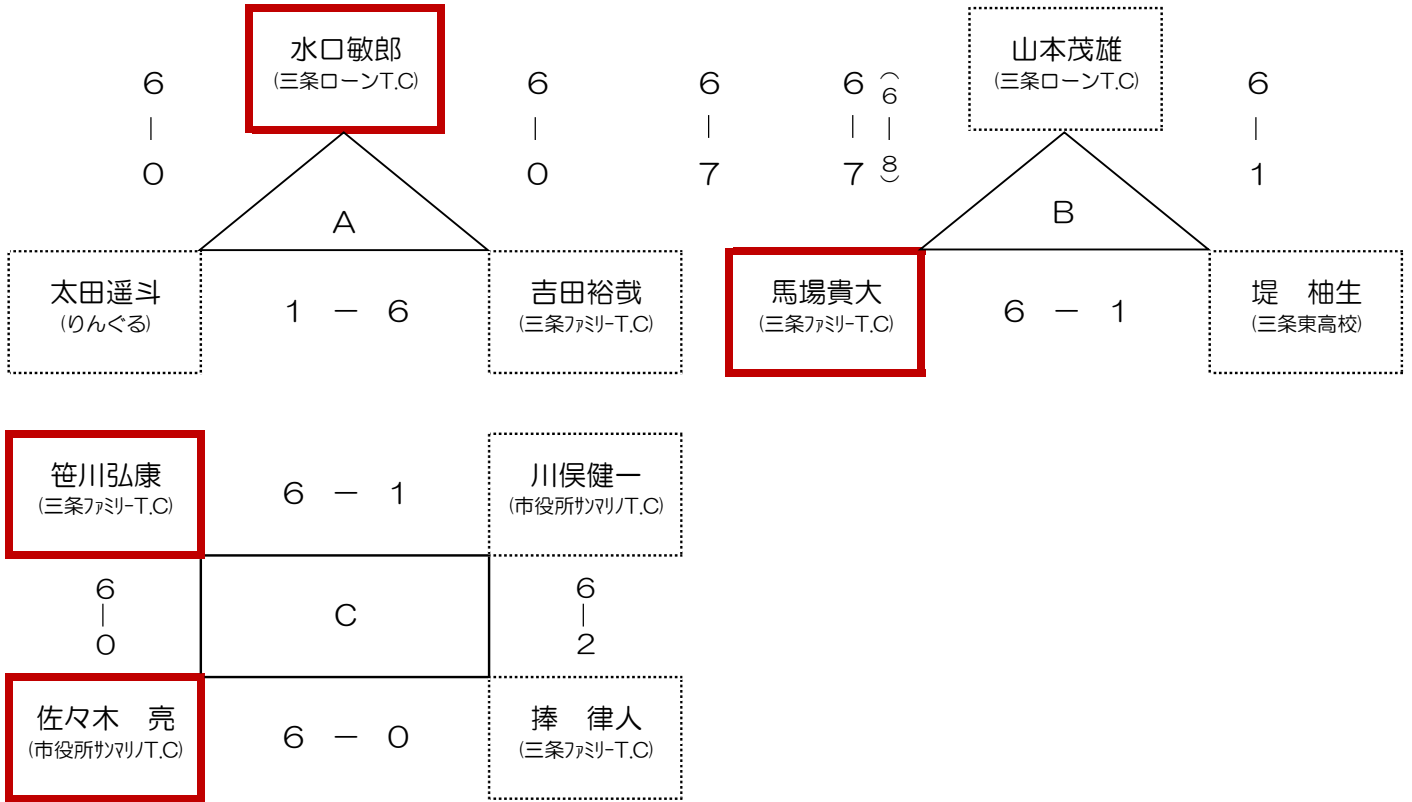 水口敏郎
(三条ローンT.C)
6
－
0
6
－
0
A
太田遥斗
(りんぐる)
1 － 6
吉田裕哉
(三条ファミリーT.C)
山本茂雄
(三条ローンT.C)
6
－
7
6
－
7
(6－8)
6
－
1
B
馬場貴大
(三条ファミリーT.C)
6 － 1
堤　柚生
(三条東高校)
笹川弘康
(三条ファミリーT.C)
6 － 1
川俣健一
(市役所サンマリノT.C)
6
－
0
C
6
－
2
佐々木　亮
(市役所サンマリノT.C)
6 － 0
捧　律人
(三条ファミリーT.C)